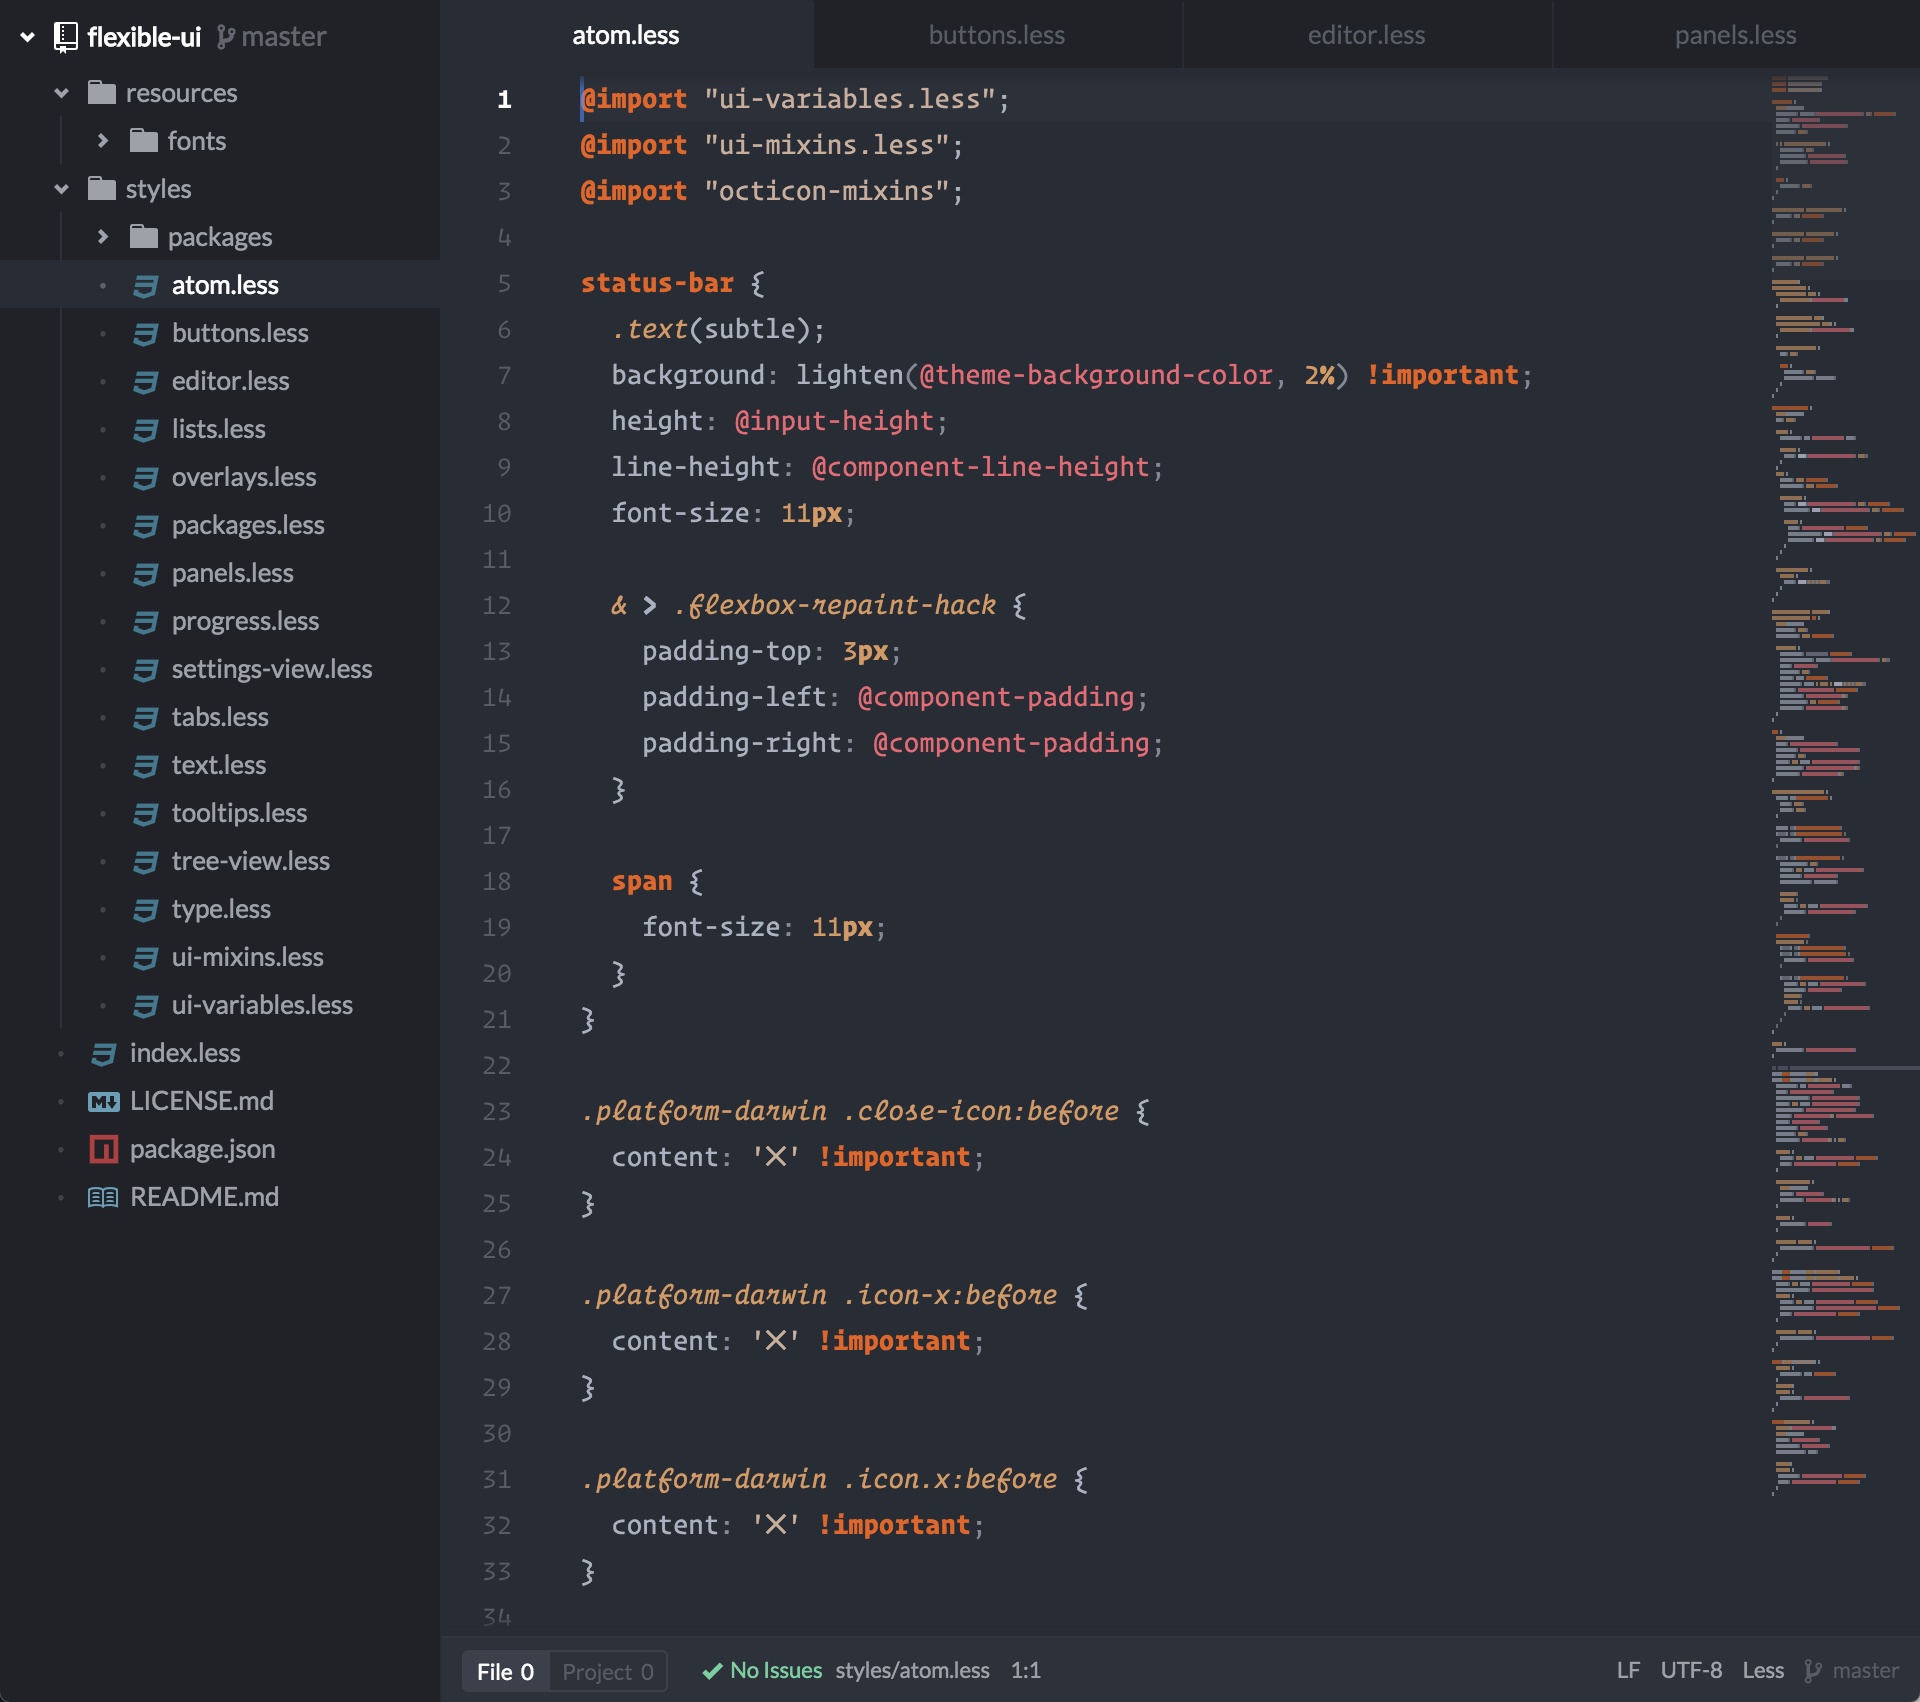 flexible-ui master
resources
fonts
styles
packages
atom.less
buttons.less
editor.less
lists.less
overlays.less
packages.less
panels.less
progress.less
settings-view.less
tabs.less
text.less
tooltips.less
tree-view.less
type.less
ui-mixins.less
ui-variables.less
index.less
LICENSE.md
package.json
README.md
atom.less buttons.less editor.less panels.less
1 @import "ui-variables.less";
2 @import "ui-mixins.less";
3 @import "octicon-mixins";
4
5 status-bar {
6 .text(subtle);
7 background: lighten(@theme-background-color, 2%) !important;
8 height: @input-height;
9 line-height: @component-line-height;
10 font-size: 11px;
11
12 & > .flexbox-repaint-hack {
13 padding-top: 3px;
14 padding-left: @component-padding;
15 padding-right: @component-padding;
16 }
17
18 span {
19 font-size: 11px;
20 }
21 }
22
23 .platform-darwin .close-icon:before {
24 content: '✕' !important;
25 }
26
27 .platform-darwin .icon-x:before {
28 content: '✕' !important;
29 }
30
31 .platform-darwin .icon.x:before {
32 content: '✕' !important;
33 }
34
File 0 Project 0 No Issues styles/atom.less 1:1 LF UTF-8 Less master